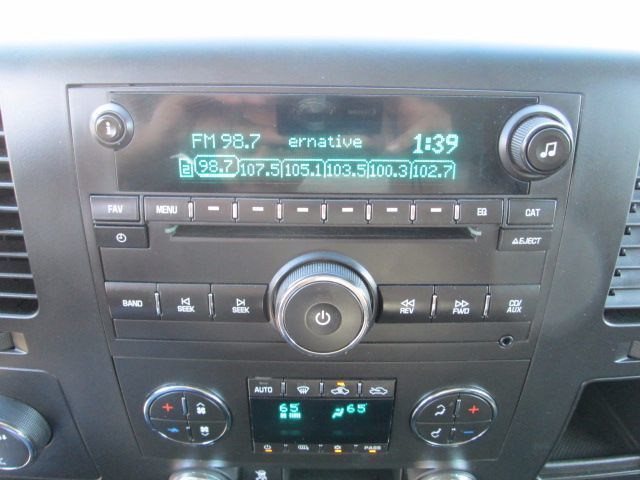 FM 98.7 ernative 1:39
2 98.7 107.5 105.1 103.5 100.3 102.7
FAV MENU EQ CAT
EJECT
BAND SEEK SEEK REV FWD CD/AUX
AUTO
65 65
PASS